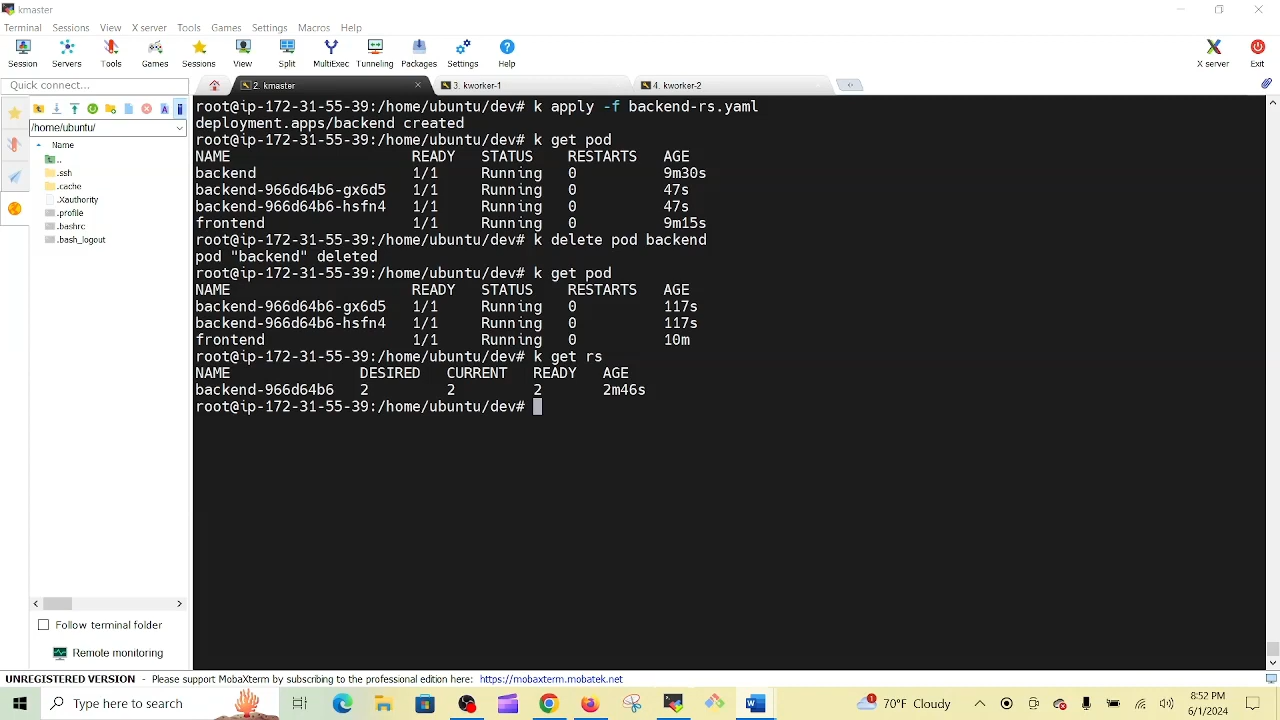 kmaster
Terminal Sessions View X server Tools Games Settings Macros Help
Session Servers Tools Games Sessions View Split MultiExec Tunneling Packages Settings Help X server Exit
Quick connect...
2. kmaster
3. kworker-1
4. kworker-2
/home/ubuntu/
Name
..
.ssh
.cache
.Xauthority
.profile
.bashrc
.bash_logout
root@ip-172-31-55-39:/home/ubuntu/dev# k apply -f backend-rs.yaml
deployment.apps/backend created
root@ip-172-31-55-39:/home/ubuntu/dev# k get pod
NAME READY STATUS RESTARTS AGE
backend 1/1 Running 0 9m30s
backend-966d64b6-gx6d5 1/1 Running 0 47s
backend-966d64b6-hsfn4 1/1 Running 0 47s
frontend 1/1 Running 0 9m15s
root@ip-172-31-55-39:/home/ubuntu/dev# k delete pod backend
pod "backend" deleted
root@ip-172-31-55-39:/home/ubuntu/dev# k get pod
NAME READY STATUS RESTARTS AGE
backend-966d64b6-gx6d5 1/1 Running 0 117s
backend-966d64b6-hsfn4 1/1 Running 0 117s
frontend 1/1 Running 0 10m
root@ip-172-31-55-39:/home/ubuntu/dev# k get rs
NAME DESIRED CURRENT READY AGE
backend-966d64b6 2 2 2 2m46s
root@ip-172-31-55-39:/home/ubuntu/dev#
Follow terminal folder
Remote monitoring
UNREGISTERED VERSION - Please support MobaXterm by subscribing to the professional edition here: https://mobaxterm.mobatek.net
Type here to search
1
70°F Cloudy
8:52 PM
6/1/2024